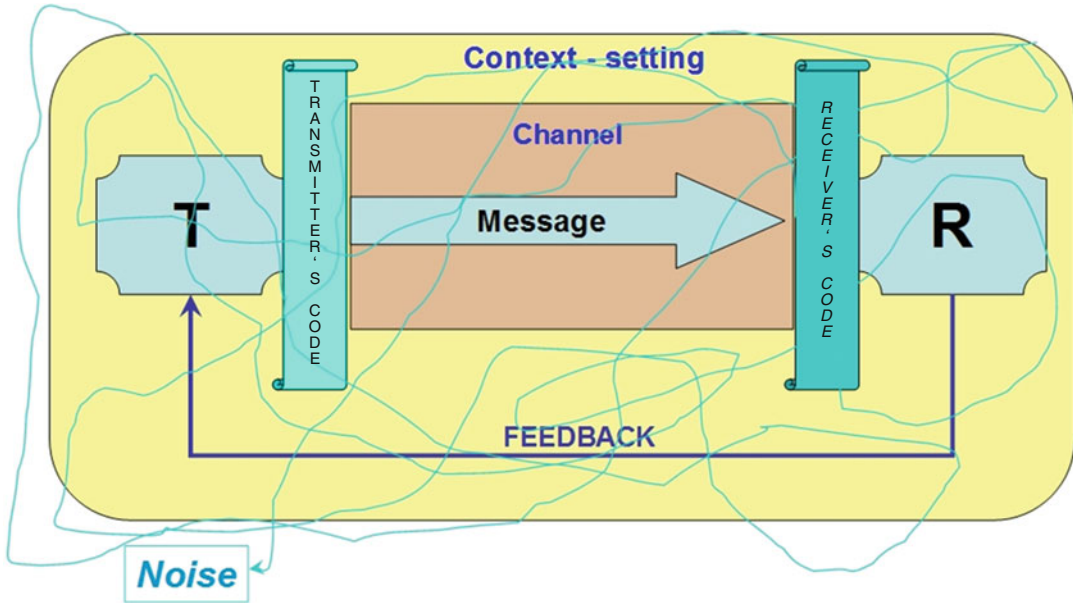 Context - setting
TRANSMITTER'S CODE
RECEIVER'S CODE
Channel
T
Message
R
FEEDBACK
Noise